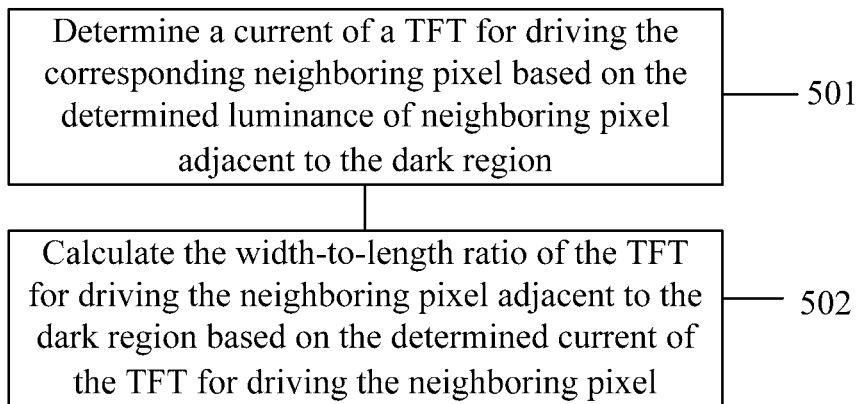 Determine a current of a TFT for driving the
corresponding neighboring pixel based on the
determined luminance of neighboring pixel
adjacent to the dark region
501
Calculate the width-to-length ratio of the TFT
for driving the neighboring pixel adjacent to the
dark region based on the determined current of
the TFT for driving the neighboring pixel
502